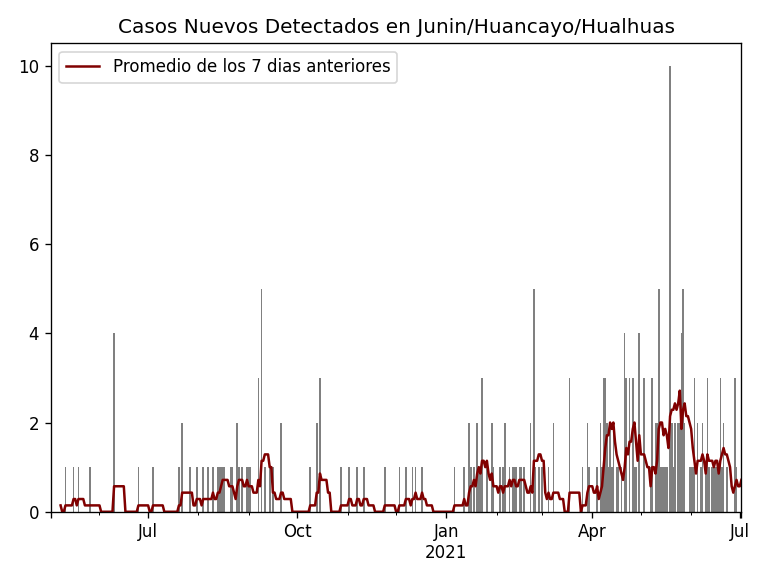 Casos Nuevos Detectados en Junin/Huancayo/Hualhuas
Promedio de los 7 dias anteriores
10
8
6
4
2
0
Jul Oct Jan Apr Jul
2021